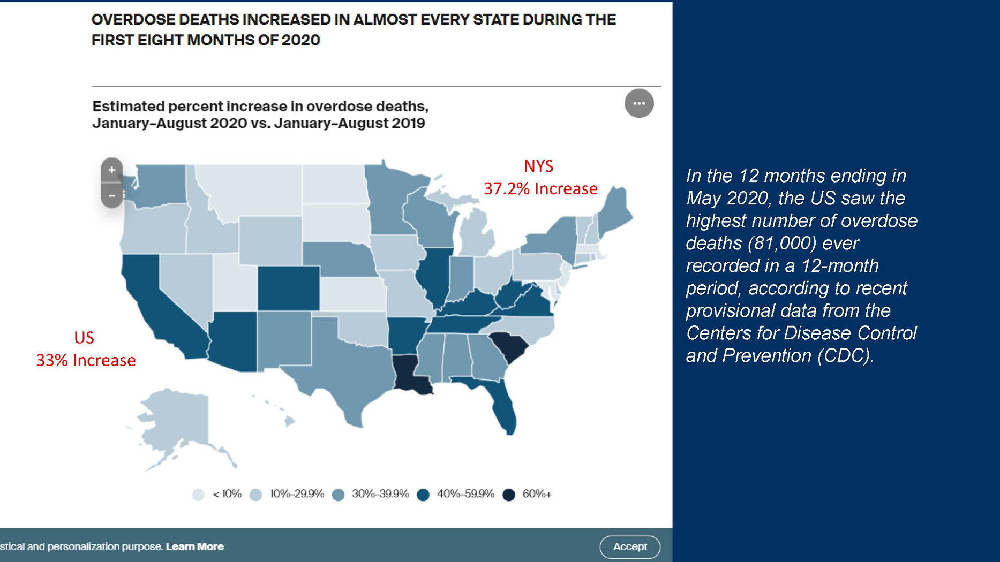 OVERDOSE DEATHS INCREASED IN ALMOST EVERY STATE DURING THE
FIRST EIGHT MONTHS OF 2020
Estimated percent increase in overdose deaths,
January–August 2020 vs. January–August 2019
...
+
−
NYS
37.2% Increase
US
33% Increase
< 10% 10%–29.9% 30%–39.9% 40%–59.9% 60%+
stical and personalization purpose. Learn More
Accept
In the 12 months ending in
May 2020, the US saw the
highest number of overdose
deaths (81,000) ever
recorded in a 12-month
period, according to recent
provisional data from the
Centers for Disease Control
and Prevention (CDC).